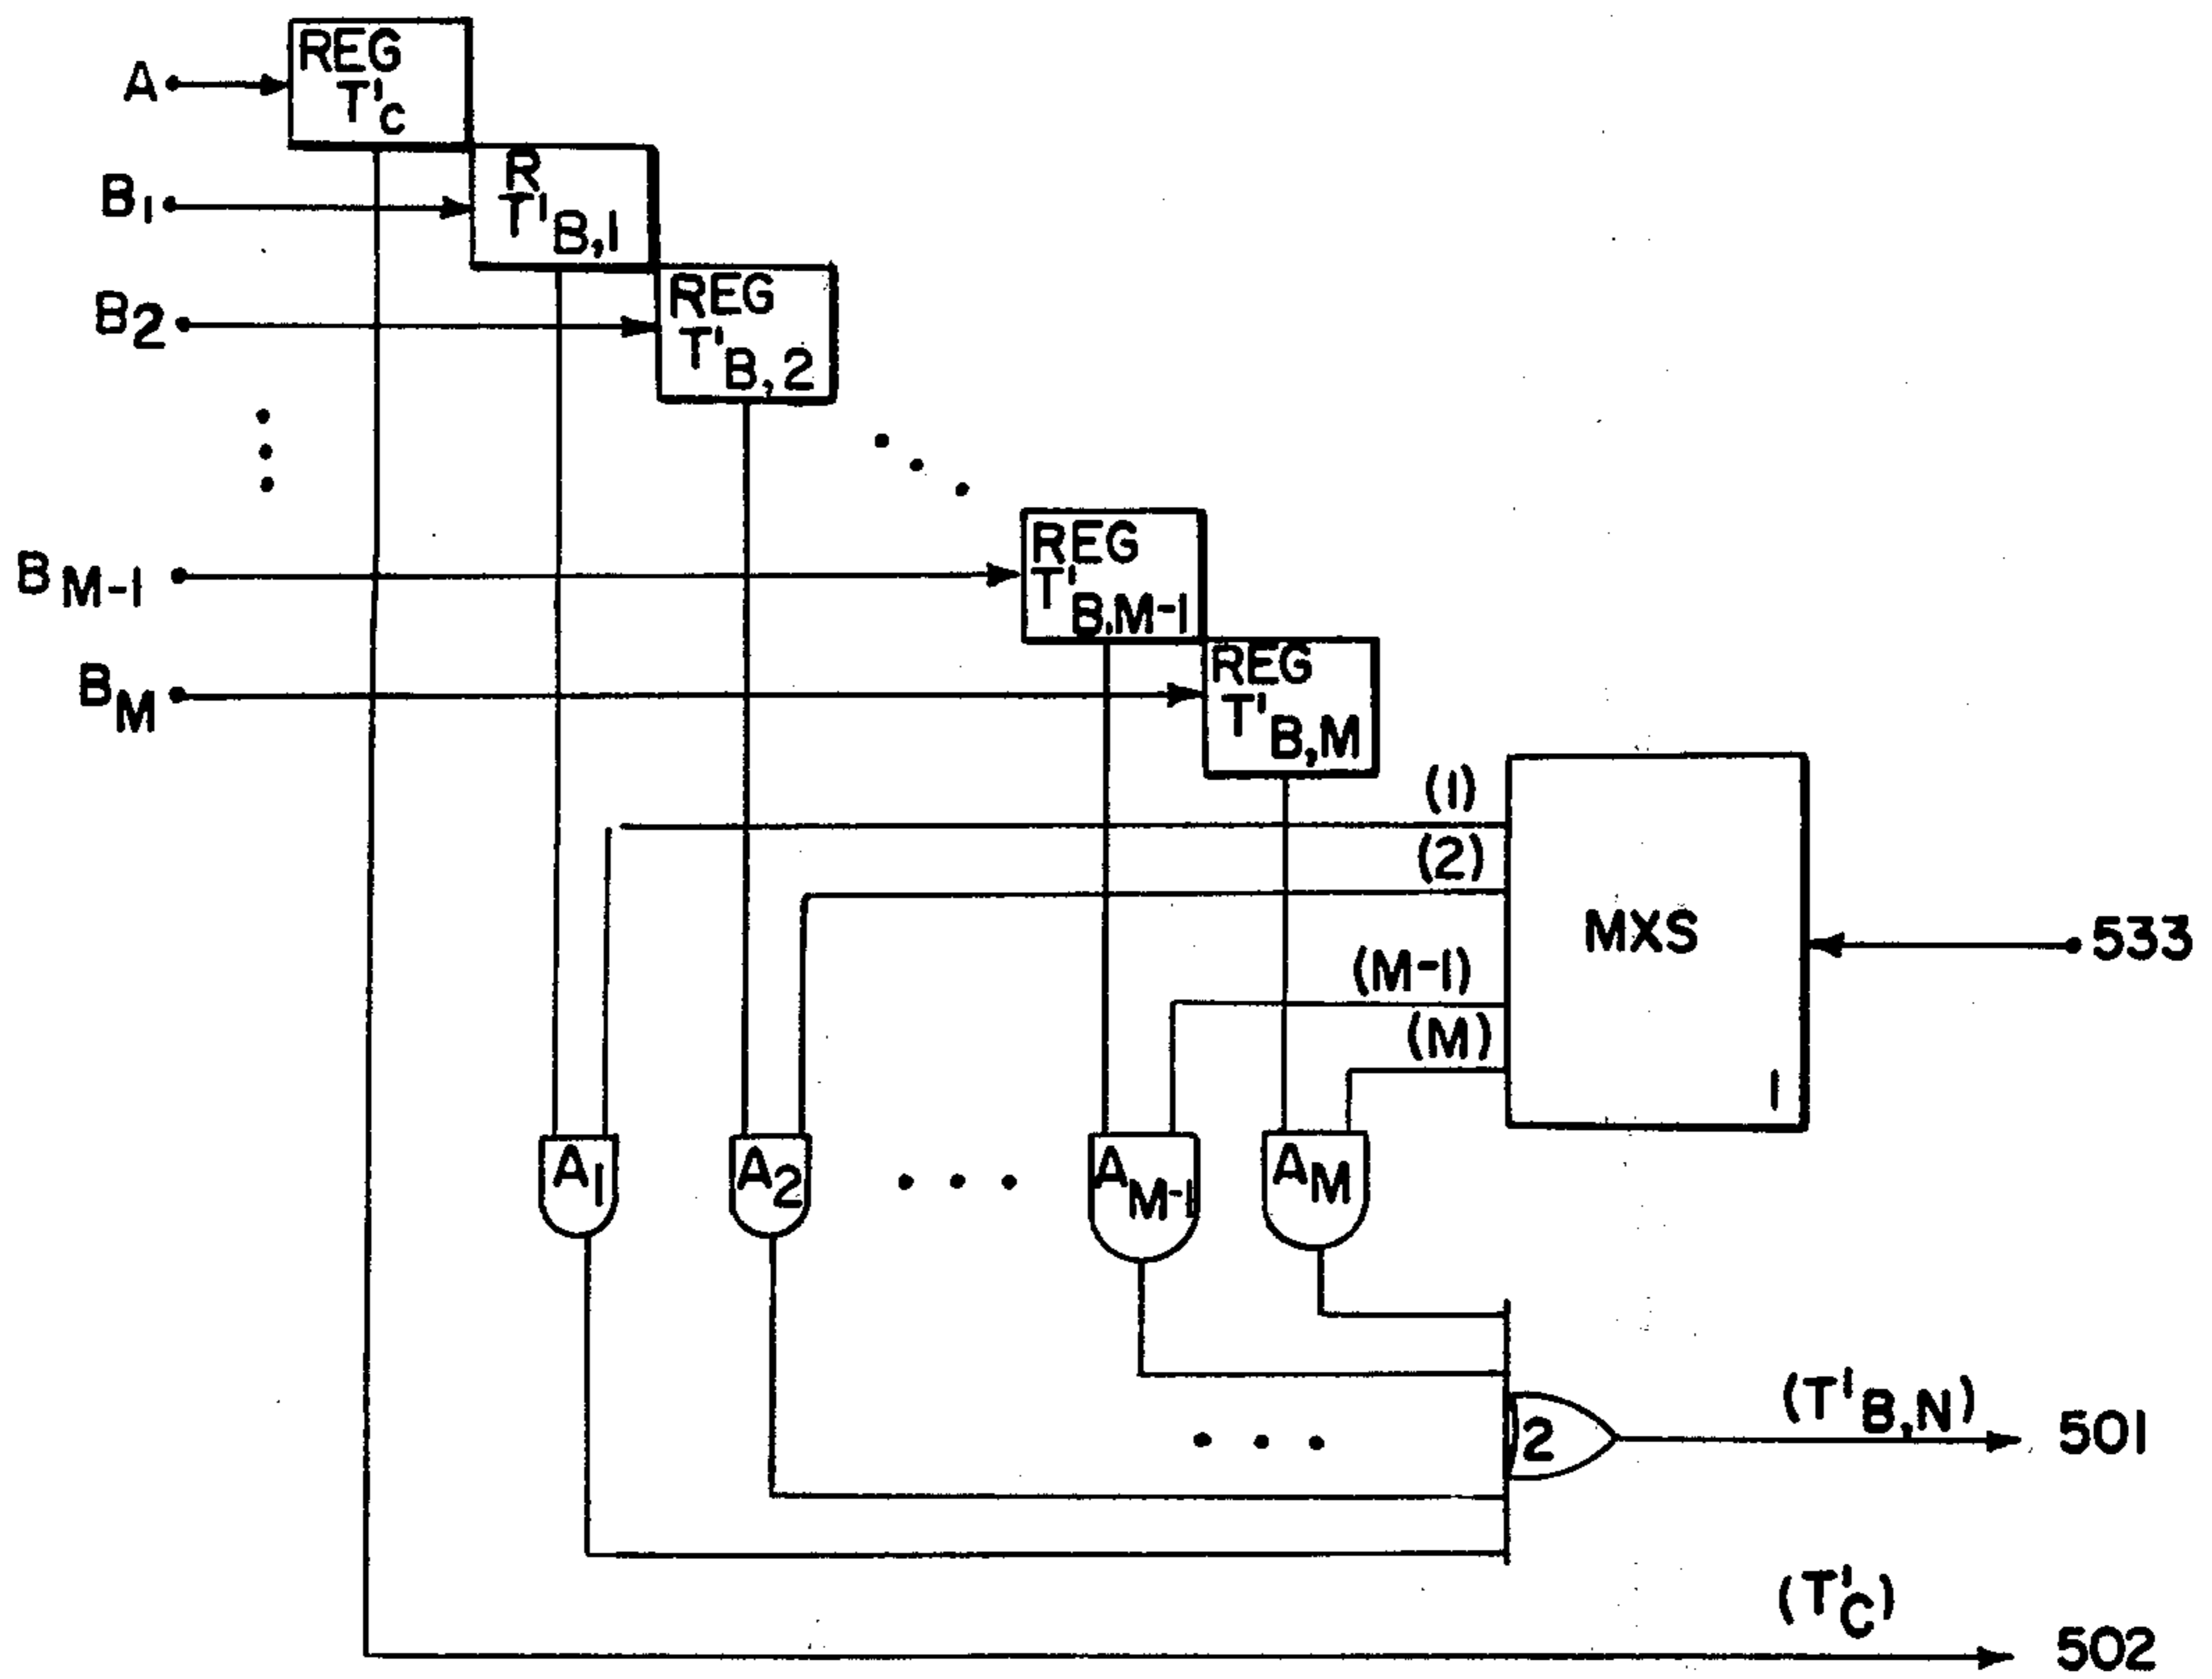 A
REG
T'C
B1
R
T'B,1
B2
REG
T'B,2
BM-1
REG
T'B,M-1
BM
REG
T'B,M
(1)
(2)
MXS
533
(M-1)
(M)
1
A1
A2
AM-1
AM
2
(T'B,N)
501
(T'C)
502